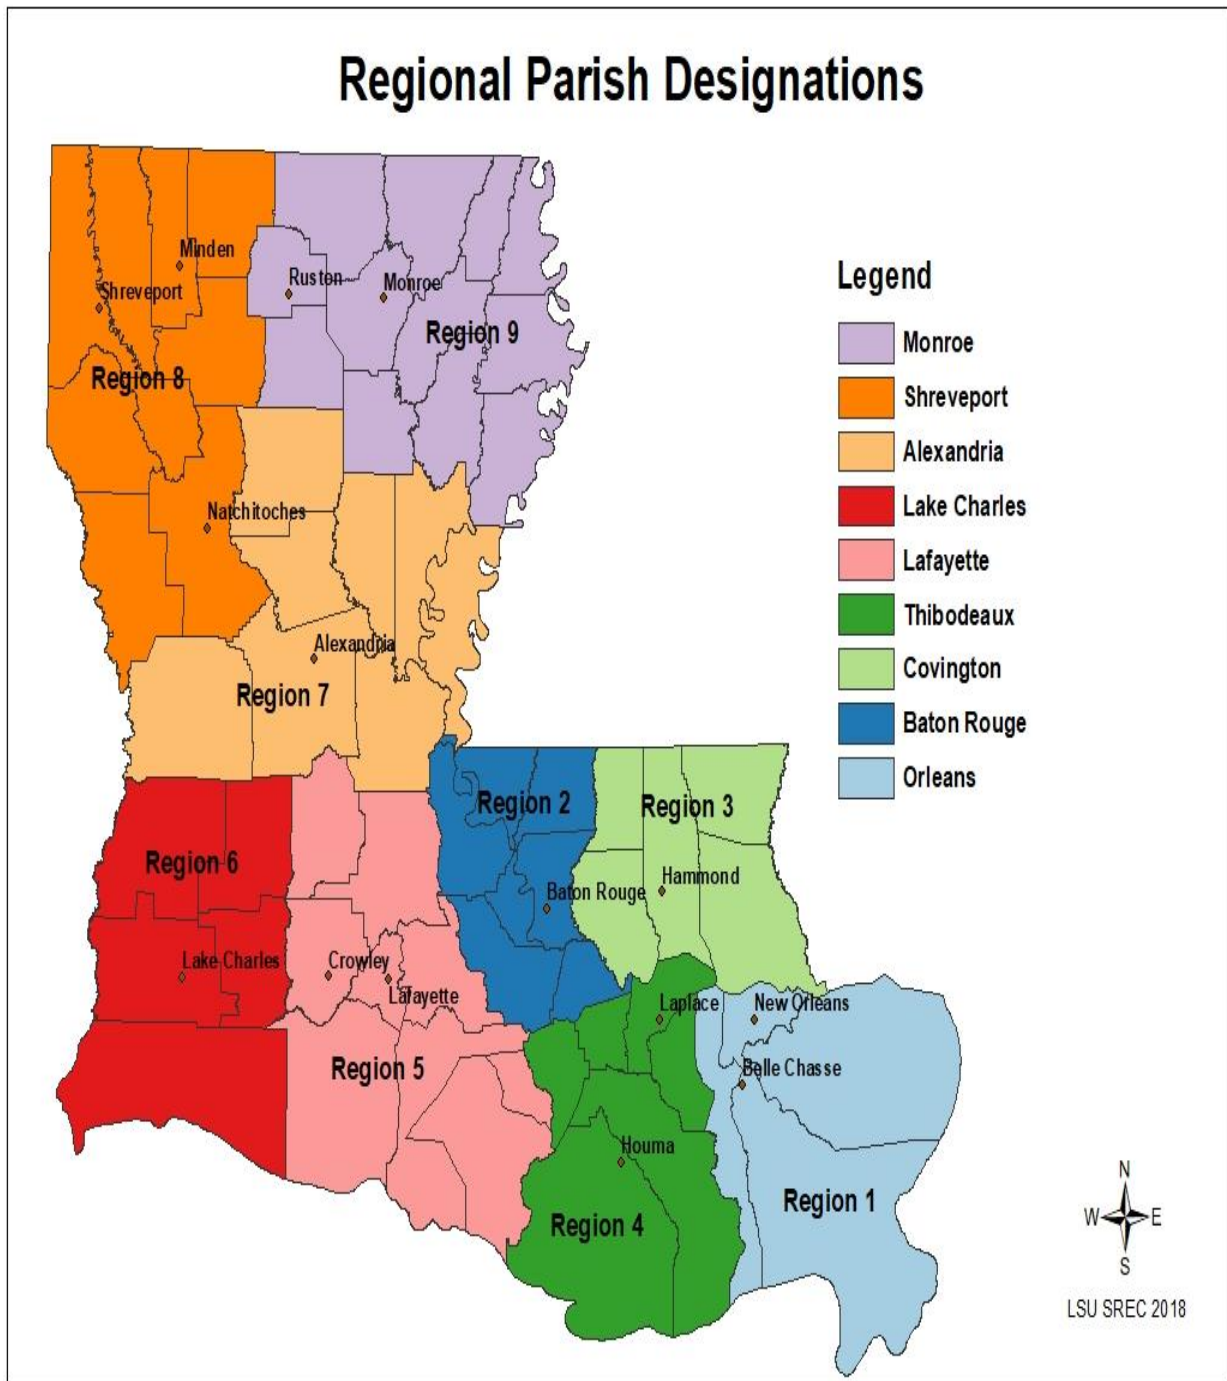 Regional Parish Designations
Minden
Shreveport
Ruston
Monroe
Region 9
Region 8
Natchitoches
Alexandria
Region 7
Region 2
Region 3
Region 6
Baton Rouge
Hammond
Lake Charles
Crowley
Lafayette
Laplace
New Orleans
Region 5
Belle Chasse
Houma
Region 4
Region 1
Legend
Monroe
Shreveport
Alexandria
Lake Charles
Lafayette
Thibodeaux
Covington
Baton Rouge
Orleans
N
W E
S
LSU SREC 2018